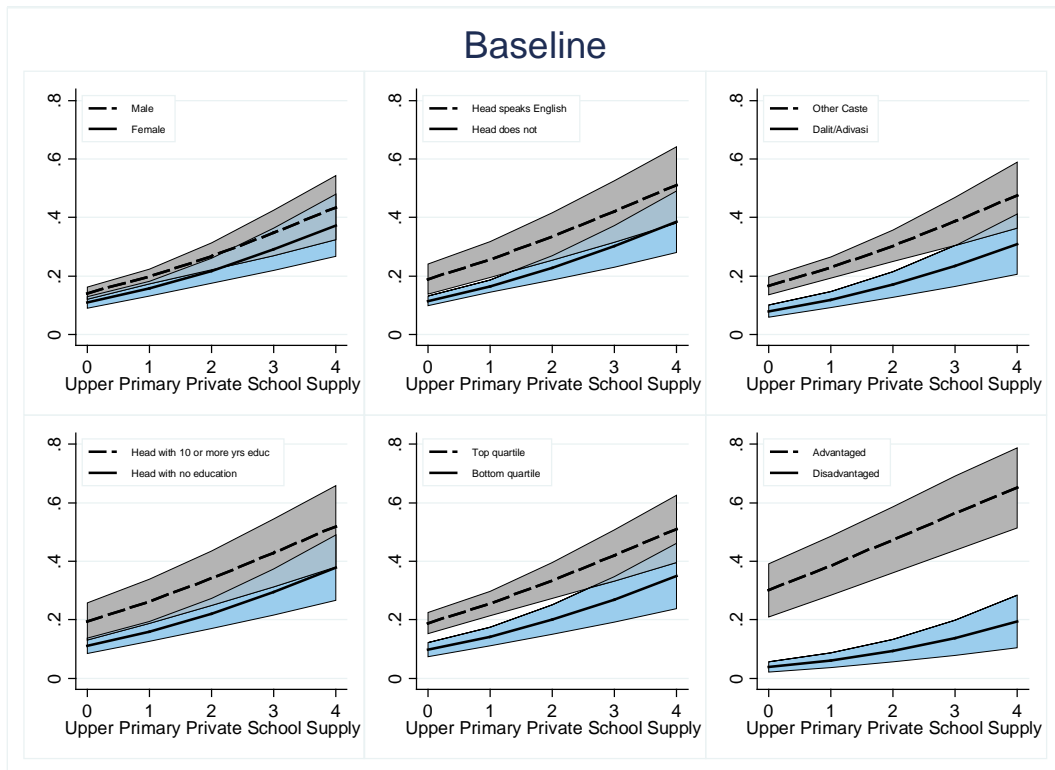 Baseline
Male
Female
0 .2 .4 .6 .8
0 1 2 3 4
Upper Primary Private School Supply
Head speaks English
Head does not
0 .2 .4 .6 .8
0 1 2 3 4
Upper Primary Private School Supply
Other Caste
Dalit/Adivasi
0 .2 .4 .6 .8
0 1 2 3 4
Upper Primary Private School Supply
Head with 10 or more yrs educ
Head with no education
0 .2 .4 .6 .8
0 1 2 3 4
Upper Primary Private School Supply
Top quartile
Bottom quartile
0 .2 .4 .6 .8
0 1 2 3 4
Upper Primary Private School Supply
Advantaged
Disadvantaged
0 .2 .4 .6 .8
0 1 2 3 4
Upper Primary Private School Supply